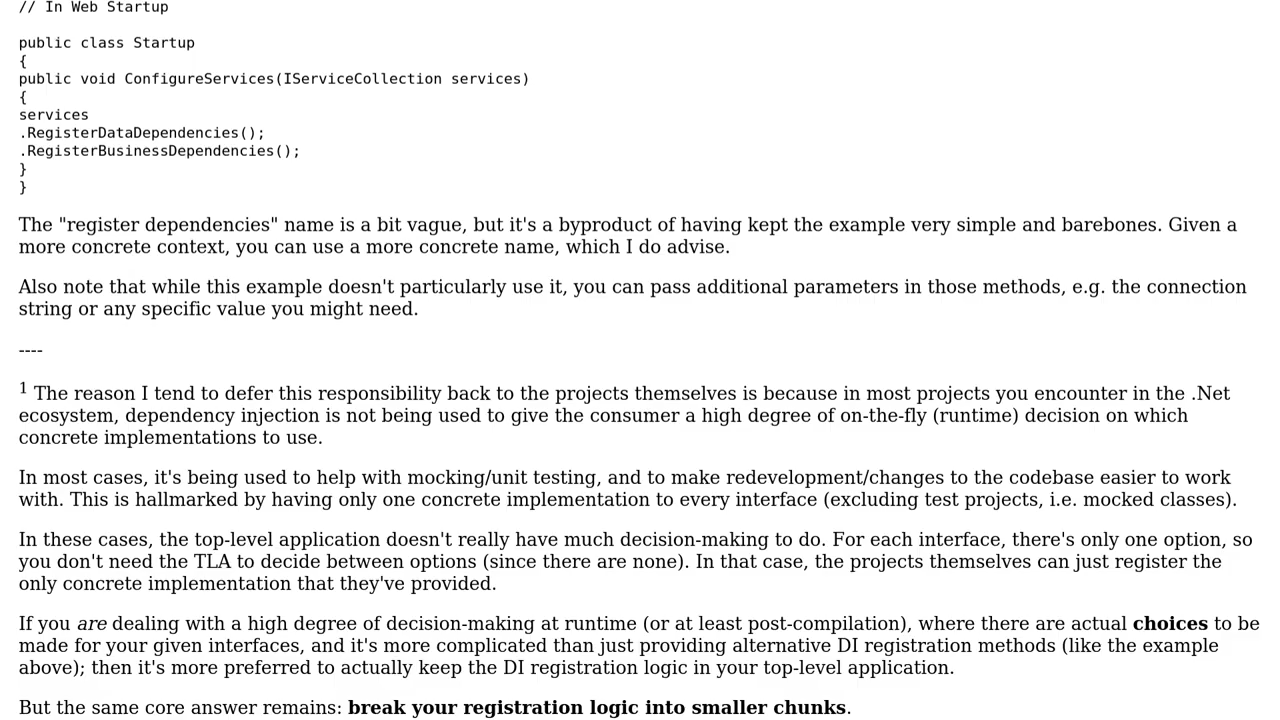 // In Web Startup
public class Startup
{
public void ConfigureServices(IServiceCollection services)
{
services
.RegisterDataDependencies();
.RegisterBusinessDependencies();
}
}
The "register dependencies" name is a bit vague, but it's a byproduct of having kept the example very simple and barebones. Given a
more concrete context, you can use a more concrete name, which I do advise.
Also note that while this example doesn't particularly use it, you can pass additional parameters in those methods, e.g. the connection
string or any specific value you might need.
----
1 The reason I tend to defer this responsibility back to the projects themselves is because in most projects you encounter in the .Net
ecosystem, dependency injection is not being used to give the consumer a high degree of on-the-fly (runtime) decision on which
concrete implementations to use.
In most cases, it's being used to help with mocking/unit testing, and to make redevelopment/changes to the codebase easier to work
with. This is hallmarked by having only one concrete implementation to every interface (excluding test projects, i.e. mocked classes).
In these cases, the top-level application doesn't really have much decision-making to do. For each interface, there's only one option, so
you don't need the TLA to decide between options (since there are none). In that case, the projects themselves can just register the
only concrete implementation that they've provided.
If you are dealing with a high degree of decision-making at runtime (or at least post-compilation), where there are actual choices to be
made for your given interfaces, and it's more complicated than just providing alternative DI registration methods (like the example
above); then it's more preferred to actually keep the DI registration logic in your top-level application.
But the same core answer remains: break your registration logic into smaller chunks.